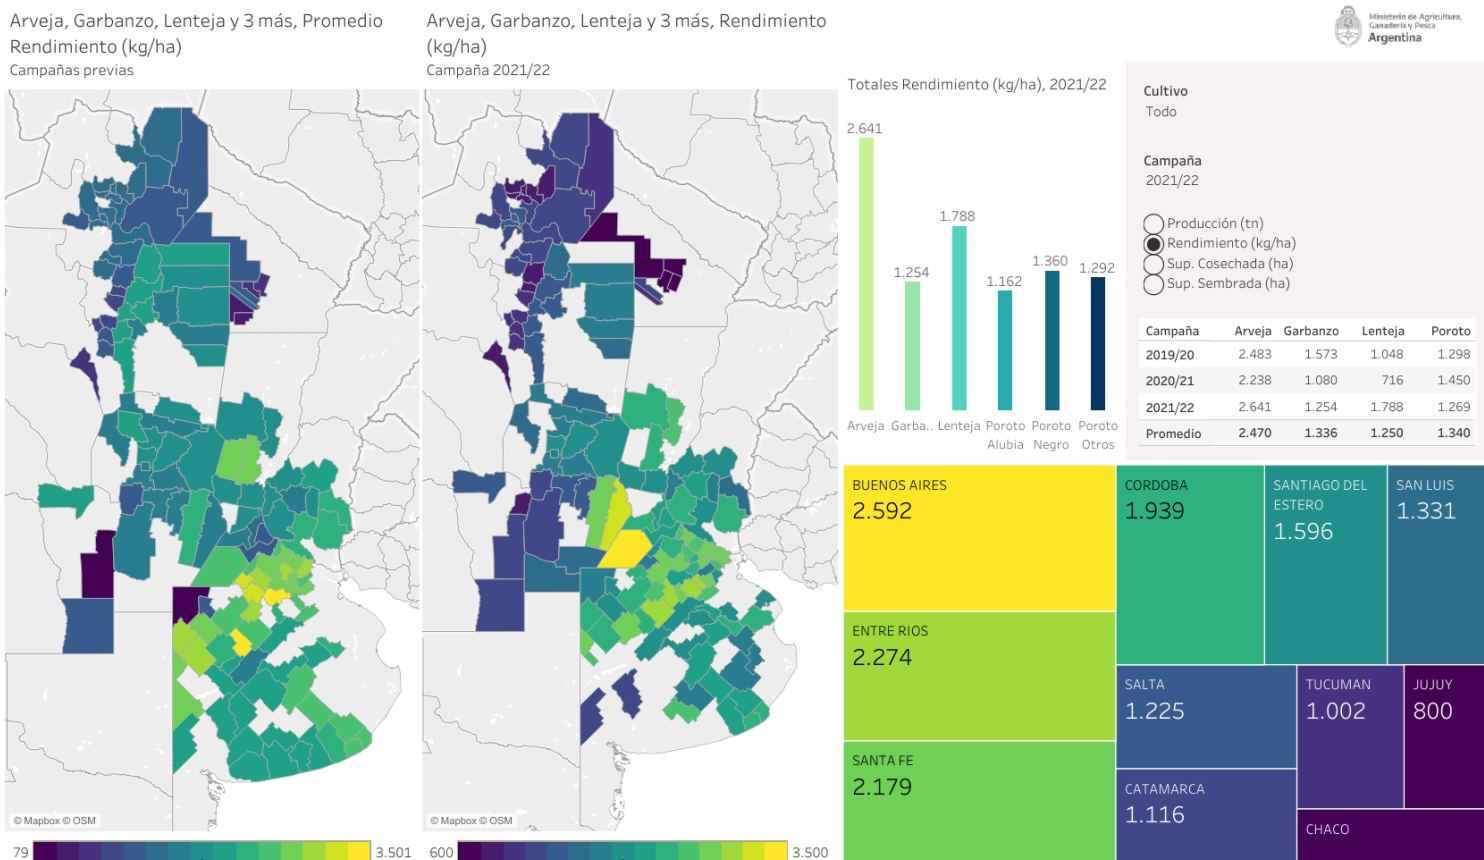 Arveja, Garbanzo, Lenteja y 3 más, Promedio
Rendimiento (kg/ha)
Campañas previas
© Mapbox © OSM
79
3.501
Arveja, Garbanzo, Lenteja y 3 más, Rendimiento
(kg/ha)
Campaña 2021/22
© Mapbox © OSM
600
3.500
Totales Rendimiento (kg/ha), 2021/22
2.641
1.254
1.788
1.162
1.360
1.292
Arveja Garba.. Lenteja Poroto Poroto Poroto
Alubia Negro Otros
Ministerio de Agricultura,
Ganadería y Pesca
Argentina
Cultivo
Todo
Campaña
2021/22
Producción (tn)
Rendimiento (kg/ha)
Sup. Cosechada (ha)
Sup. Sembrada (ha)
Campaña Arveja Garbanzo Lenteja Poroto
2019/20 2.483 1.573 1.048 1.298
2020/21 2.238 1.080 716 1.450
2021/22 2.641 1.254 1.788 1.269
Promedio 2.470 1.336 1.250 1.340
BUENOS AIRES
2.592
ENTRE RIOS
2.274
SANTA FE
2.179
CORDOBA
1.939
SANTIAGO DEL
ESTERO
1.596
SAN LUIS
1.331
SALTA
1.225
CATAMARCA
1.116
TUCUMAN
1.002
JUJUY
800
CHACO